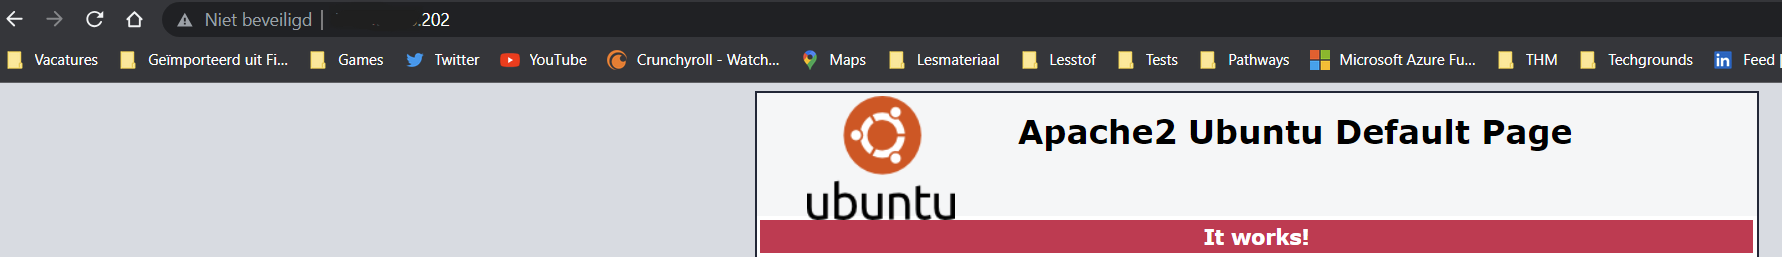 Niet beveiligd | .202
Vacatures Geïmporteerd uit Fi... Games Twitter YouTube Crunchyroll - Watch... Maps Lesmateriaal Lesstof Tests Pathways Microsoft Azure Fu... THM Techgrounds Feed |
Apache2 Ubuntu Default Page
ubuntu
It works!